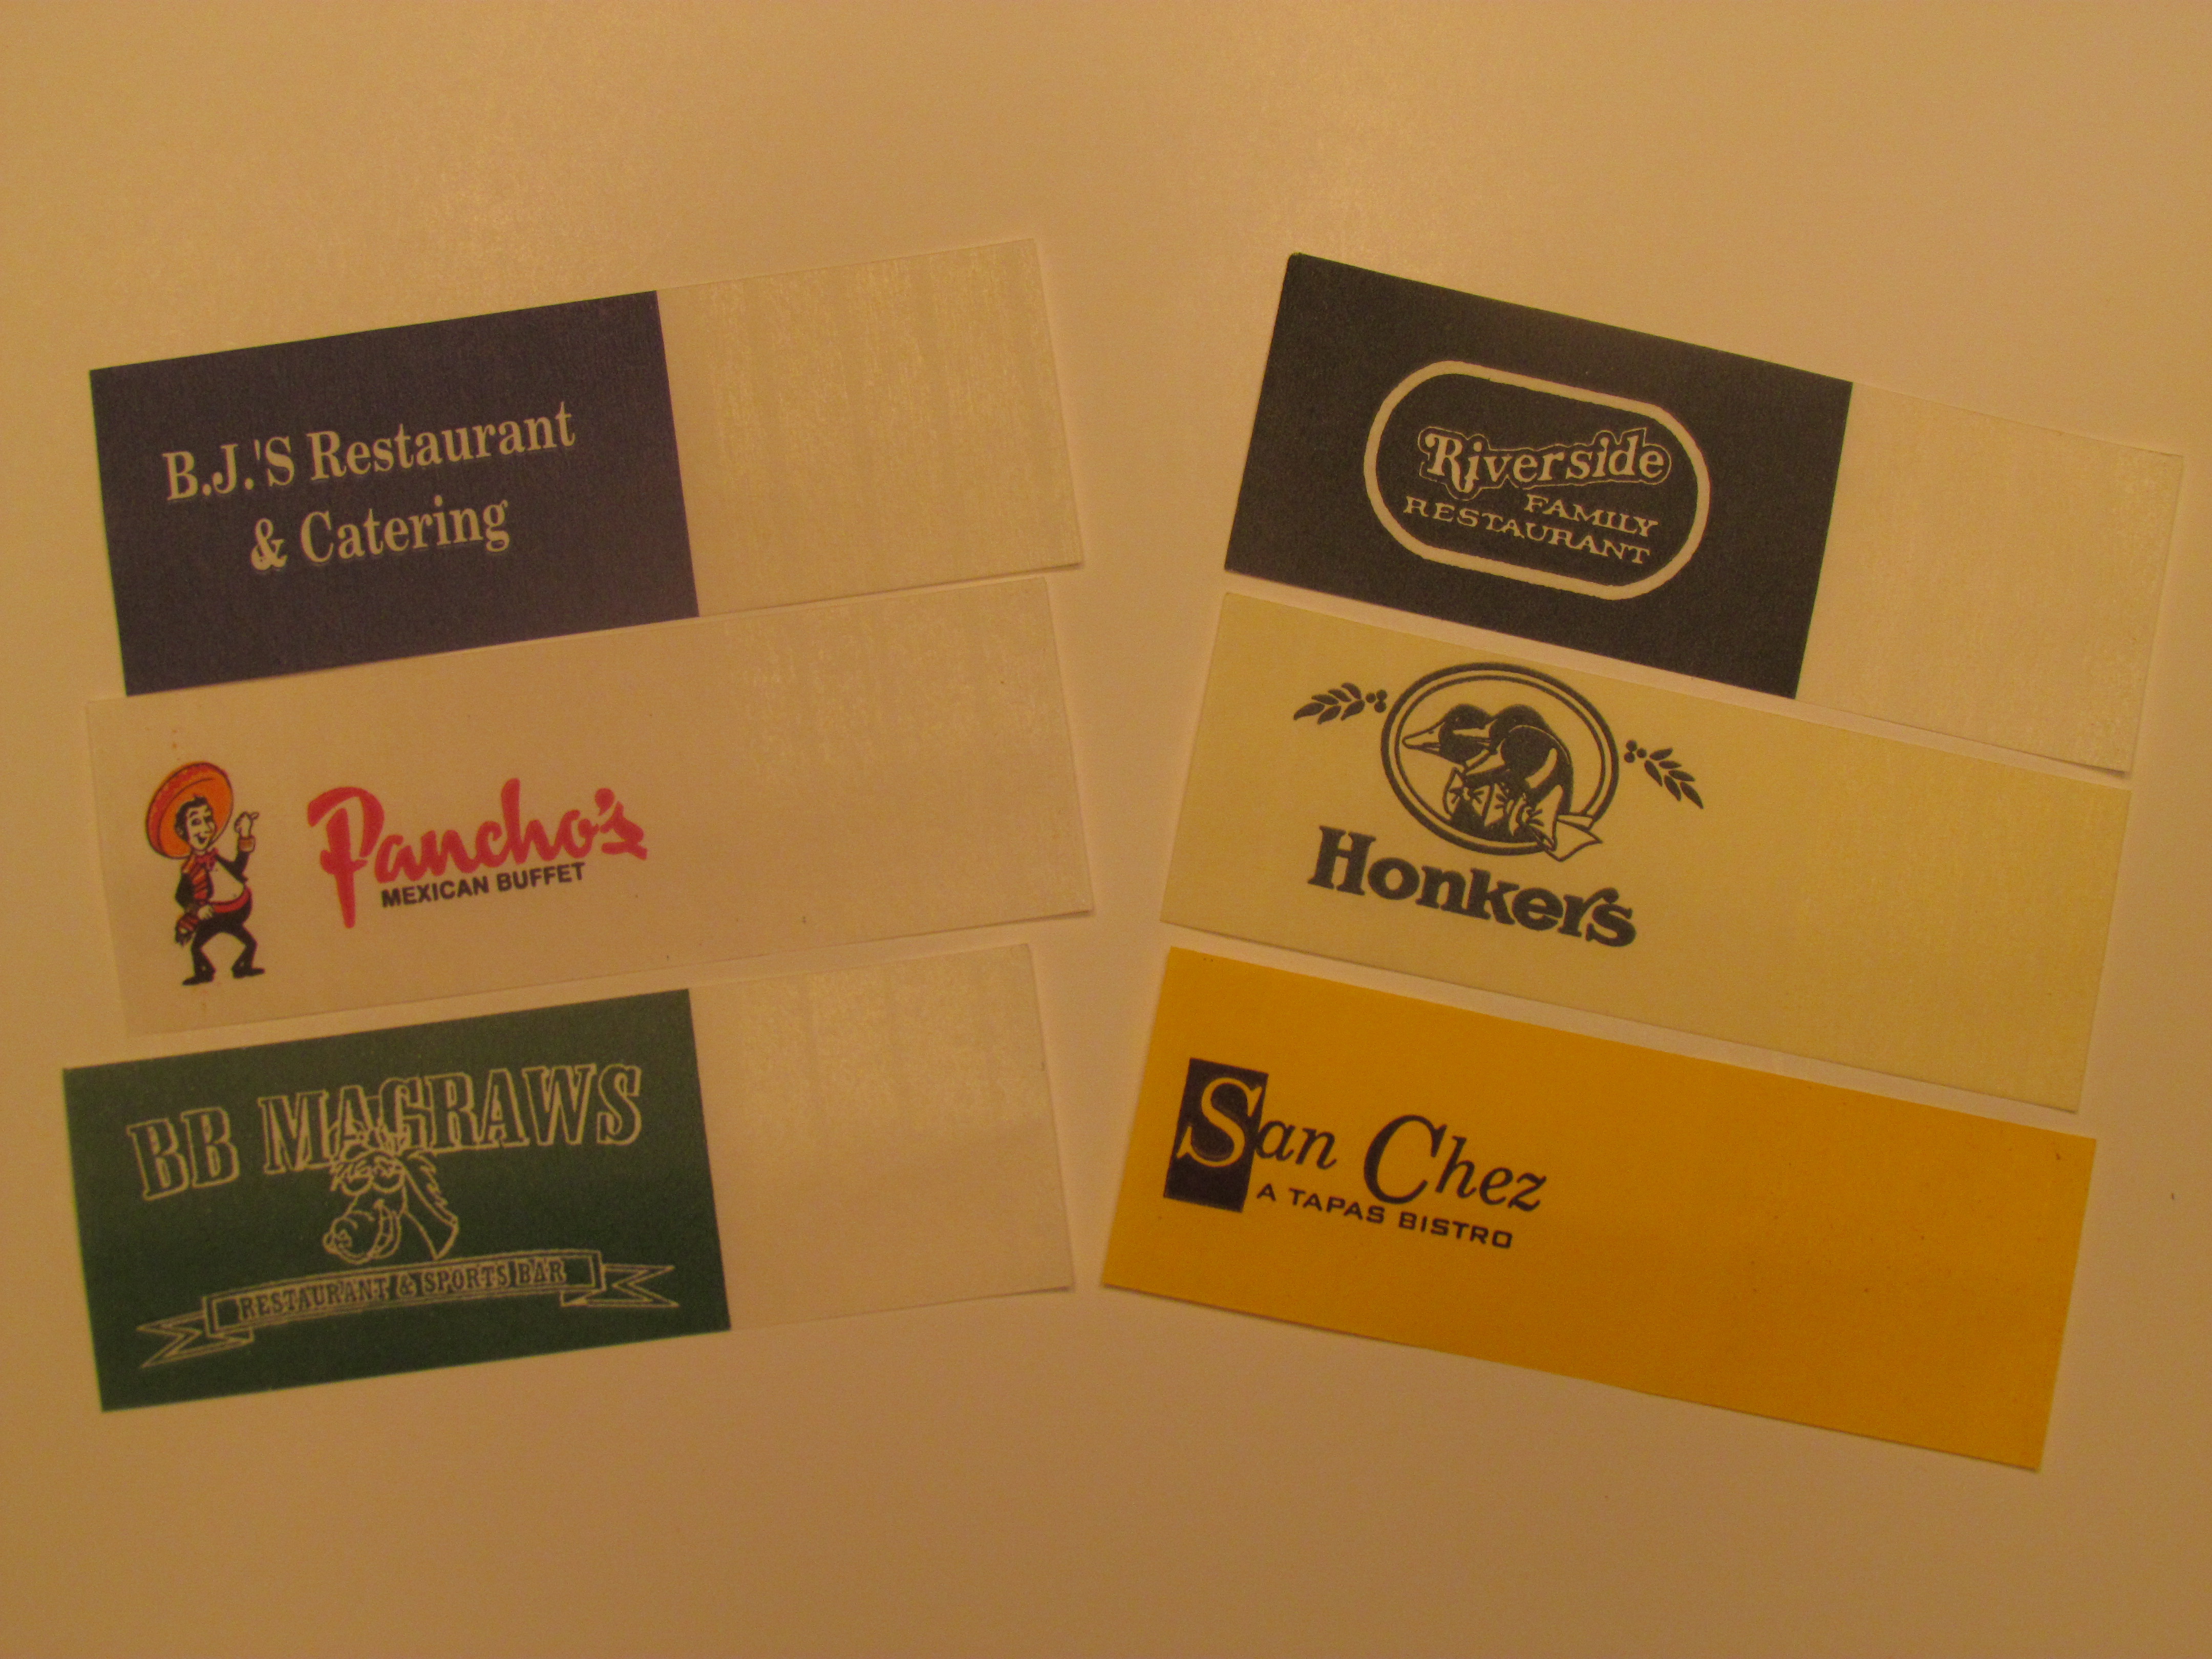 B.J.'S Restaurant
& Catering
Pancho's
MEXICAN BUFFET
BB MAGRAWS
RESTAURANT & SPORTS BAR
Riverside
FAMILY
RESTAURANT
Honkers
San Chez
A TAPAS BISTRO